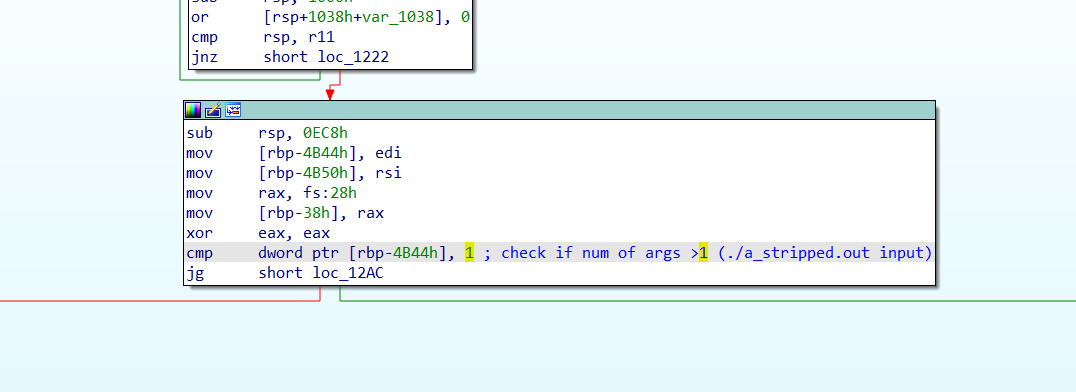 sub rsp, 1000h
or [rsp+1038h+var_1038], 0
cmp rsp, r11
jnz short loc_1222
sub rsp, 0EC8h
mov [rbp-4B44h], edi
mov [rbp-4B50h], rsi
mov rax, fs:28h
mov [rbp-38h], rax
xor eax, eax
cmp dword ptr [rbp-4B44h], 1 ; check if num of args >1 (./a_stripped.out input)
jg short loc_12AC